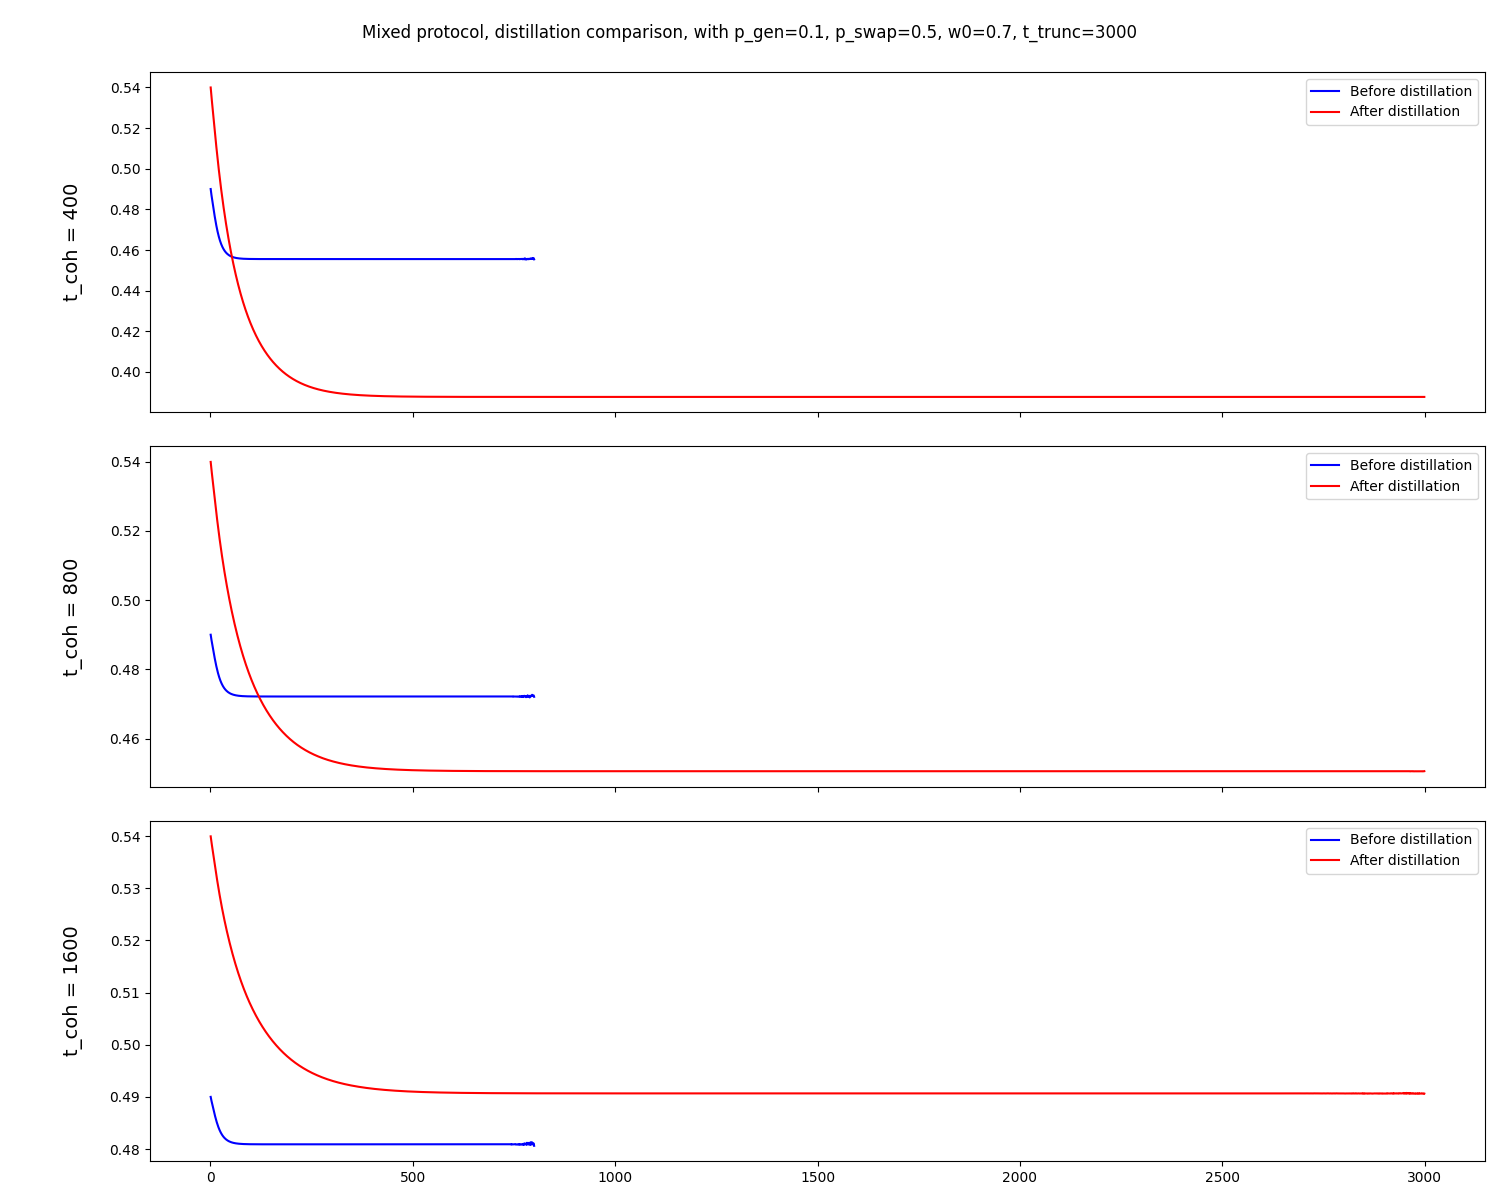 Mixed protocol, distillation comparison, with p_gen=0.1, p_swap=0.5, w0=0.7, t_trunc=3000
t_coh = 400
0.54
0.52
0.50
0.48
0.46
0.44
0.42
0.40
Before distillation
After distillation
t_coh = 800
0.54
0.52
0.50
0.48
0.46
Before distillation
After distillation
t_coh = 1600
0.54
0.53
0.52
0.51
0.50
0.49
0.48
Before distillation
After distillation
0 500 1000 1500 2000 2500 3000